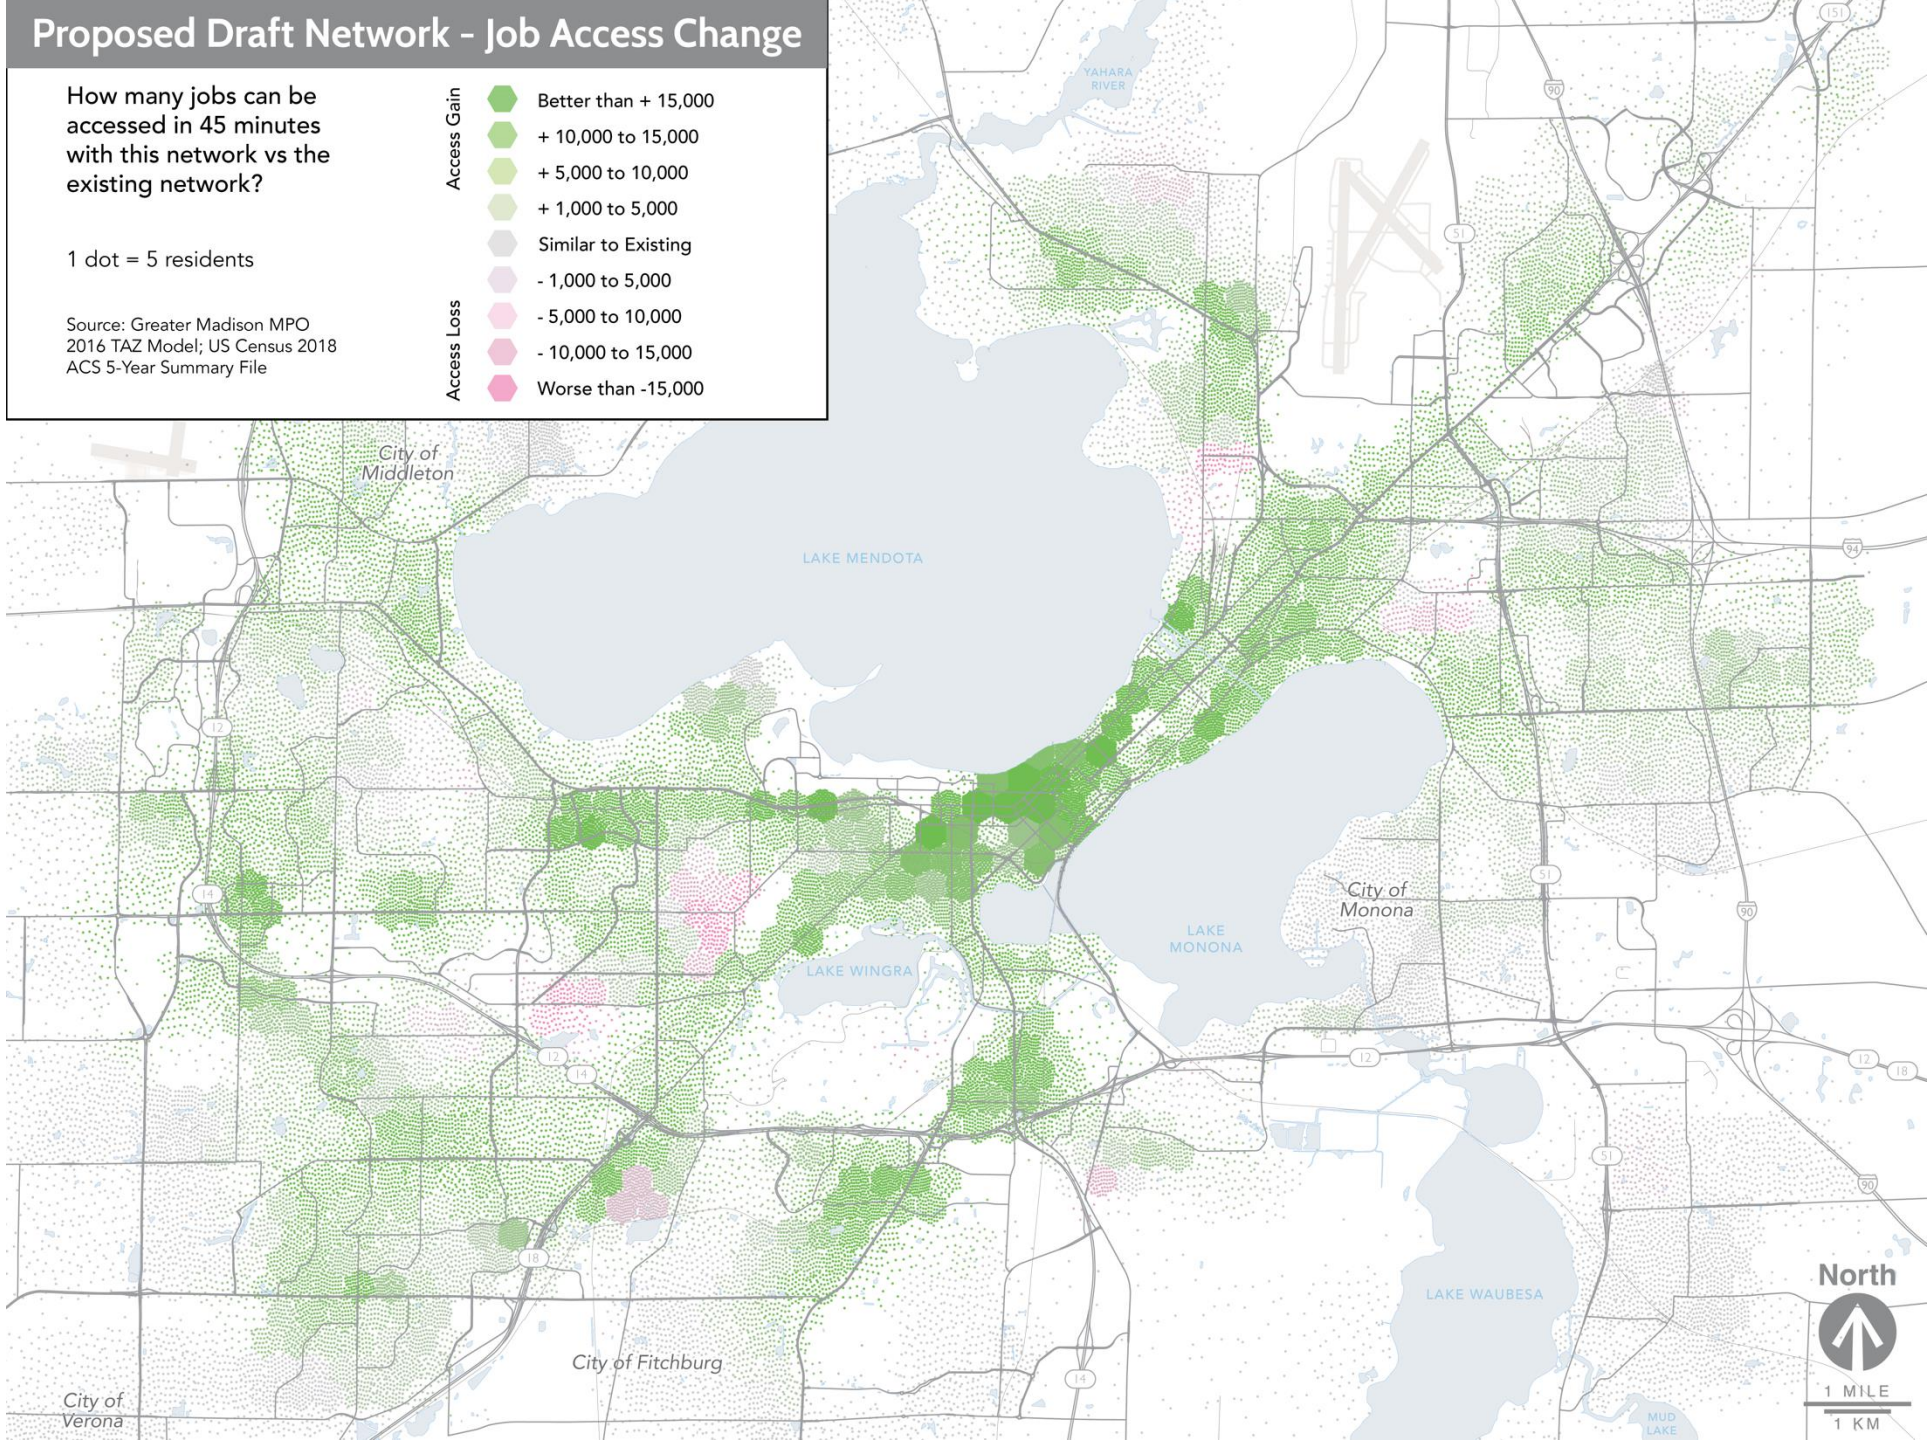 Proposed Draft Network - Job Access Change
How many jobs can be
accessed in 45 minutes
with this network vs the
existing network?
1 dot = 5 residents
Source: Greater Madison MPO
2016 TAZ Model; US Census 2018
ACS 5-Year Summary File
Access Gain
Better than + 15,000
+ 10,000 to 15,000
+ 5,000 to 10,000
+ 1,000 to 5,000
Similar to Existing
Access Loss
- 1,000 to 5,000
- 5,000 to 10,000
- 10,000 to 15,000
Worse than -15,000
151
YAHARA
RIVER
90
51
City of
Middleton
LAKE MENDOTA
94
12
14
City of
Monona
51
90
LAKE
MONONA
LAKE WINGRA
12
14
12
12
18
51
90
18
North
LAKE WAUBESA
City of Fitchburg
14
1 MILE
1 KM
City of
Verona
MUD
LAKE